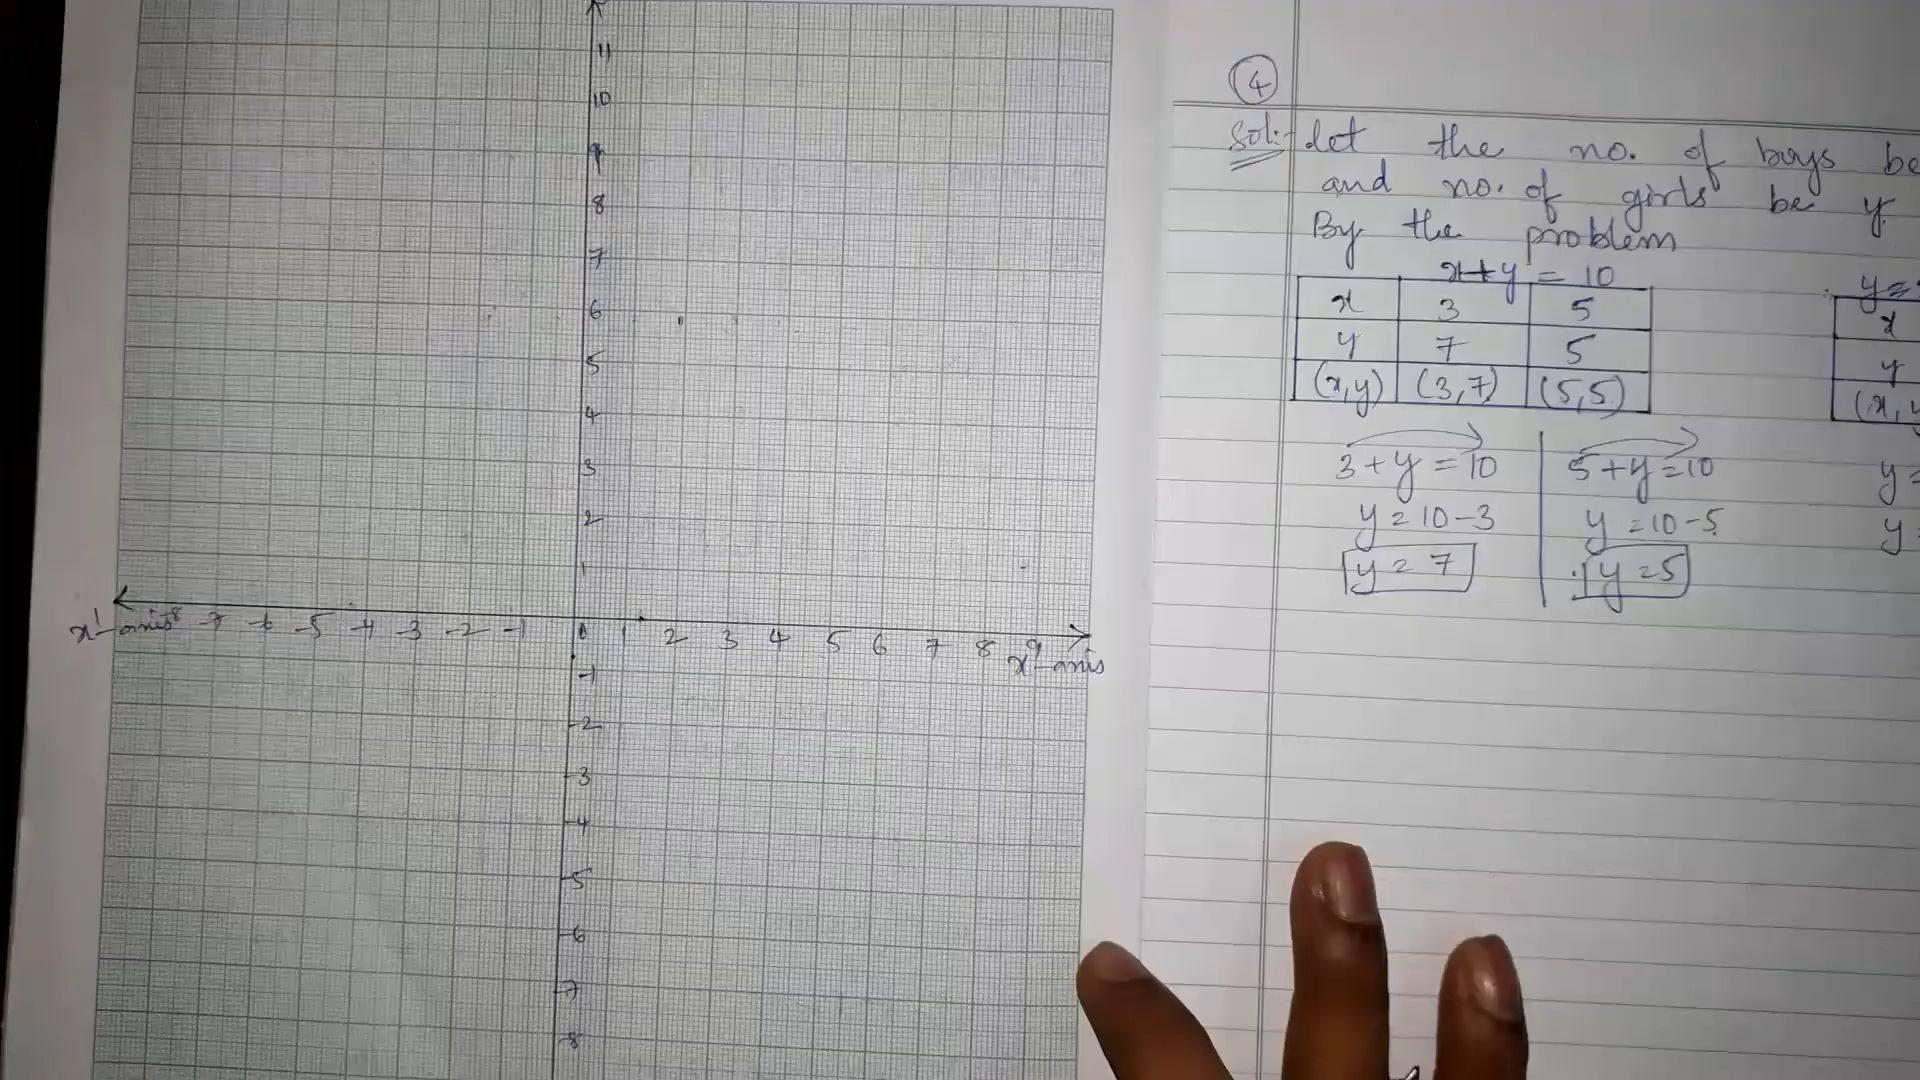 11
10
9
8
7
6
5
4
3
2
1
x'-axis -8 -7 -6 -5 -4 -3 -2 -1 0 1 2 3 4 5 6 7 8 9
x-axis
-1
-2
-3
-4
-5
-6
-7
-8
4
Sol:- let the no. of boys be
and no. of girls be y.
By the problem
x+y = 10
x 3 5
y 7 5
(x,y) (3,7) (5,5)
3+y=10 5+y=10
y=10-3 y=10-5
y=7 y=5
y=
x
y
(x,y
y=
y=